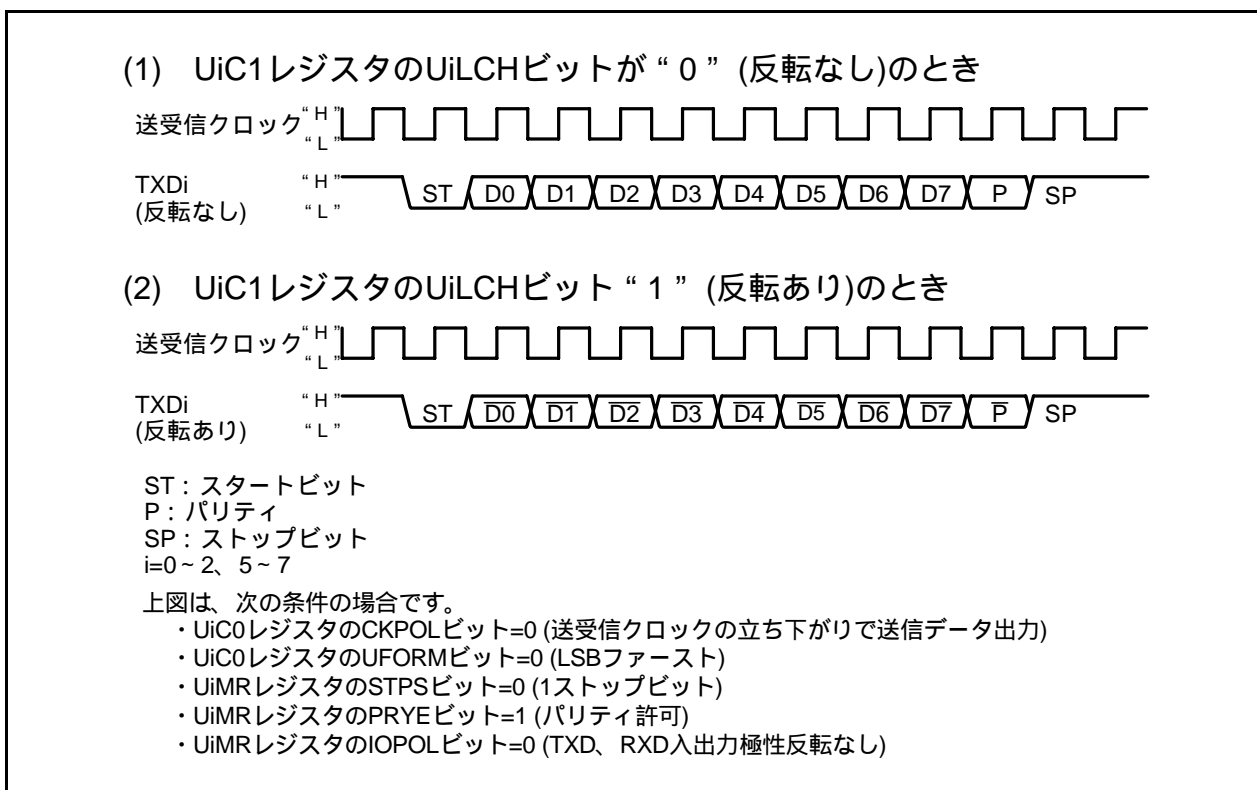 (1) UiC1レジスタのUiLCHビットが“0”(反転なし)のとき
送受信クロック “H”
“L”
TXDi “H”
(反転なし) “L”
ST D0 D1 D2 D3 D4 D5 D6 D7 P SP
(2) UiC1レジスタのUiLCHビット“1”(反転あり)のとき
送受信クロック “H”
“L”
TXDi “H”
(反転あり) “L”
ST D̅0̅ D̅1̅ D̅2̅ D̅3̅ D̅4̅ D̅5̅ D̅6̅ D̅7̅ P̅ SP
ST:スタートビット
P:パリティ
SP:ストップビット
i=0~2、5~7
上図は、次の条件の場合です。
・UiC0レジスタのCKPOLビット=0 (送受信クロックの立ち下がりで送信データ出力)
・UiC0レジスタのUFORMビット=0 (LSBファースト)
・UiMRレジスタのSTPSビット=0 (1ストップビット)
・UiMRレジスタのPRYEビット=1 (パリティ許可)
・UiMRレジスタのIOPOLビット=0 (TXD、RXD入出力極性反転なし)